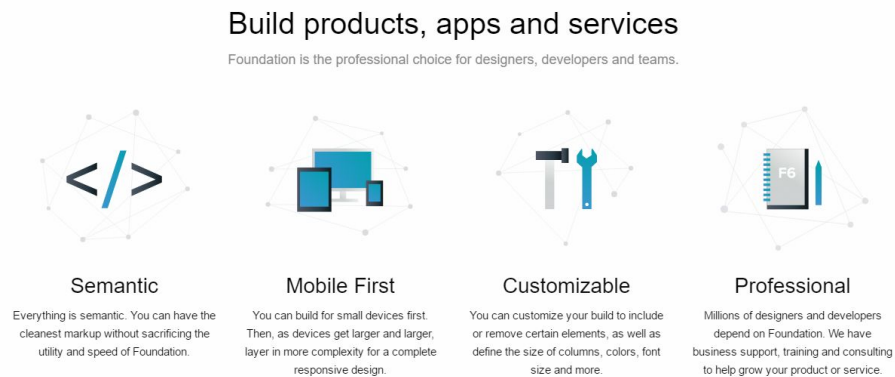 Build products, apps and services
Foundation is the professional choice for designers, developers and teams.
</>
F6
Semantic
Everything is semantic. You can have the
cleanest markup without sacrificing the
utility and speed of Foundation.
Mobile First
You can build for small devices first.
Then, as devices get larger and larger,
layer in more complexity for a complete
responsive design.
Customizable
You can customize your build to include
or remove certain elements, as well as
define the size of columns, colors, font
size and more.
Professional
Millions of designers and developers
depend on Foundation. We have
business support, training and consulting
to help grow your product or service.